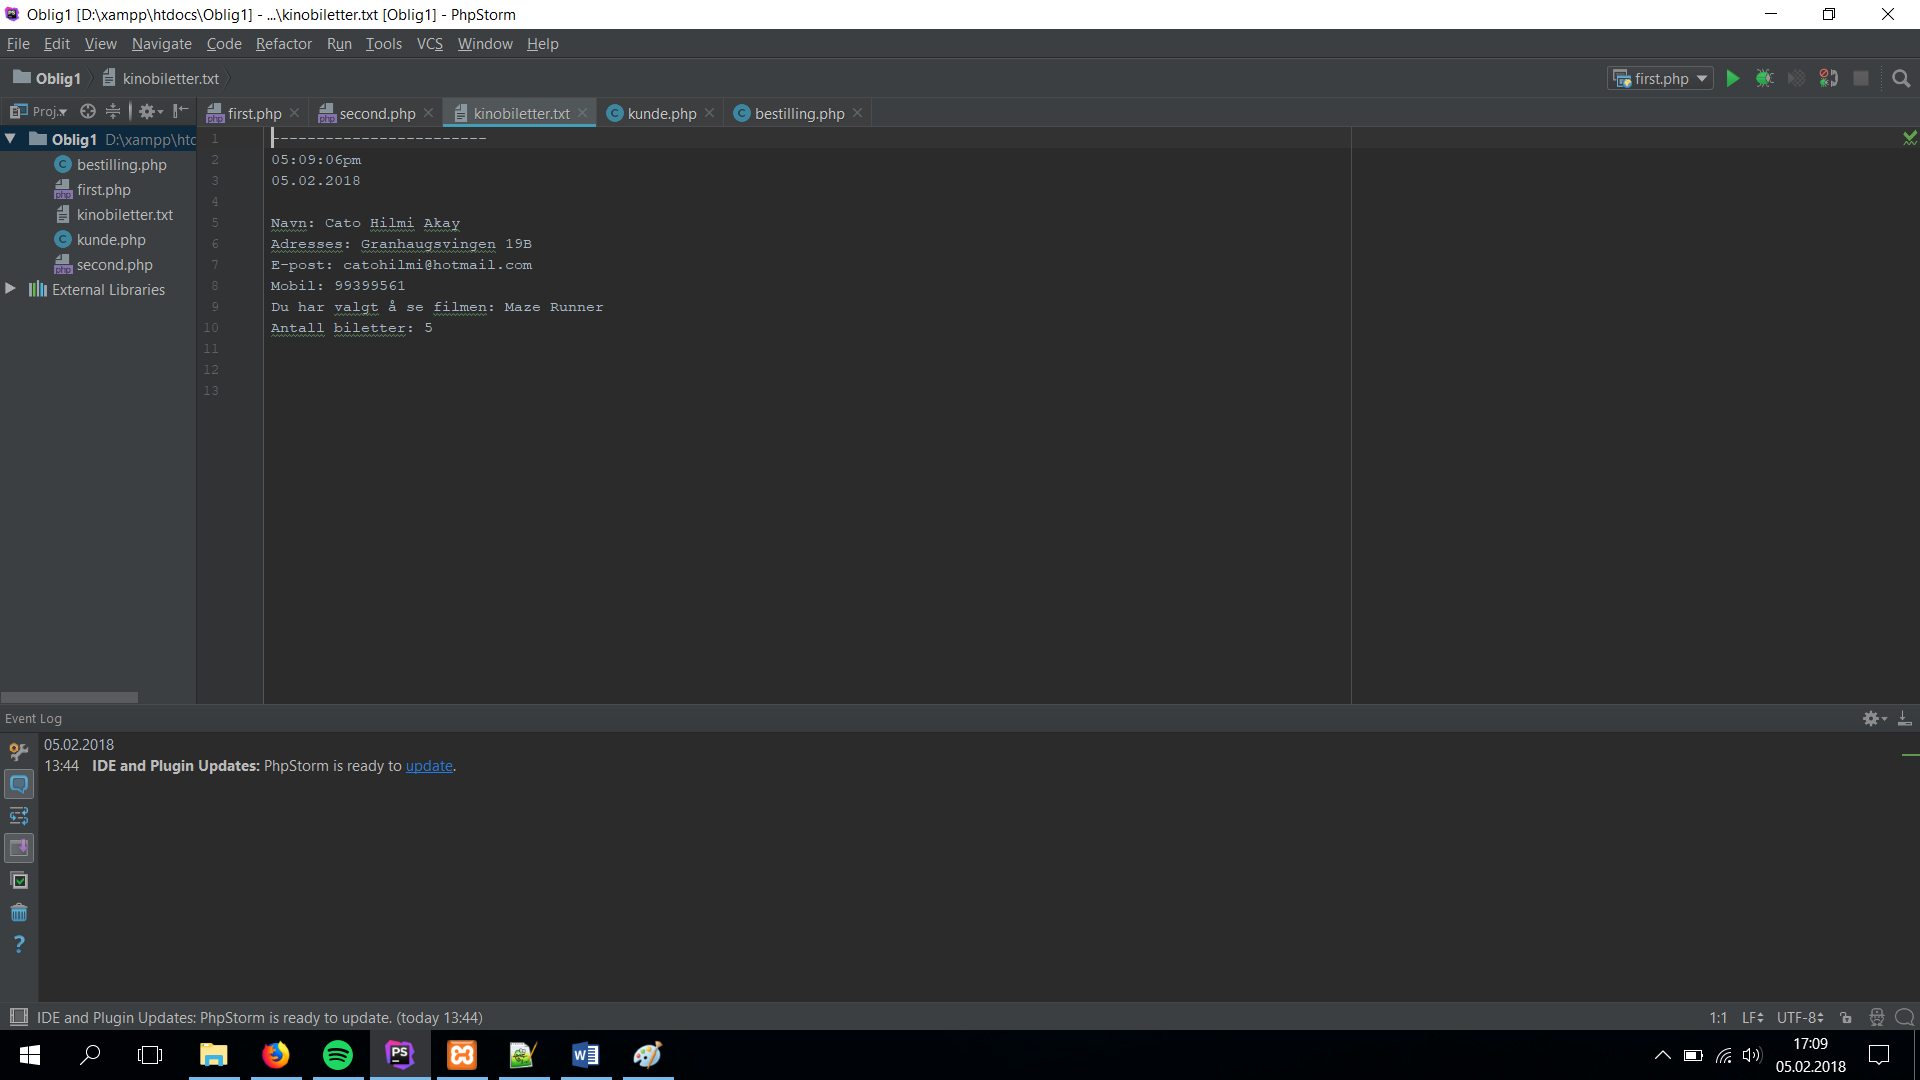 Oblig1 [D:\xampp\htdocs\Oblig1] - ...\kinobiletter.txt [Oblig1] - PhpStorm
File Edit View Navigate Code Refactor Run Tools VCS Window Help
Oblig1 kinobiletter.txt first.php
Proj.. first.php second.php kinobiletter.txt kunde.php bestilling.php
Oblig1 D:\xampp\htd
bestilling.php
first.php
kinobiletter.txt
kunde.php
second.php
External Libraries
1 ------------------------
2 05:09:06pm
3 05.02.2018
4
5 Navn: Cato Hilmi Akay
6 Adresses: Granhaugsvingen 19B
7 E-post: catohilmi@hotmail.com
8 Mobil: 99399561
9 Du har valgt å se filmen: Maze Runner
10 Antall biletter: 5
11
12
13
Event Log
05.02.2018
13:44 IDE and Plugin Updates: PhpStorm is ready to update.
IDE and Plugin Updates: PhpStorm is ready to update. (today 13:44) 1:1 LF UTF-8
17:09
05.02.2018